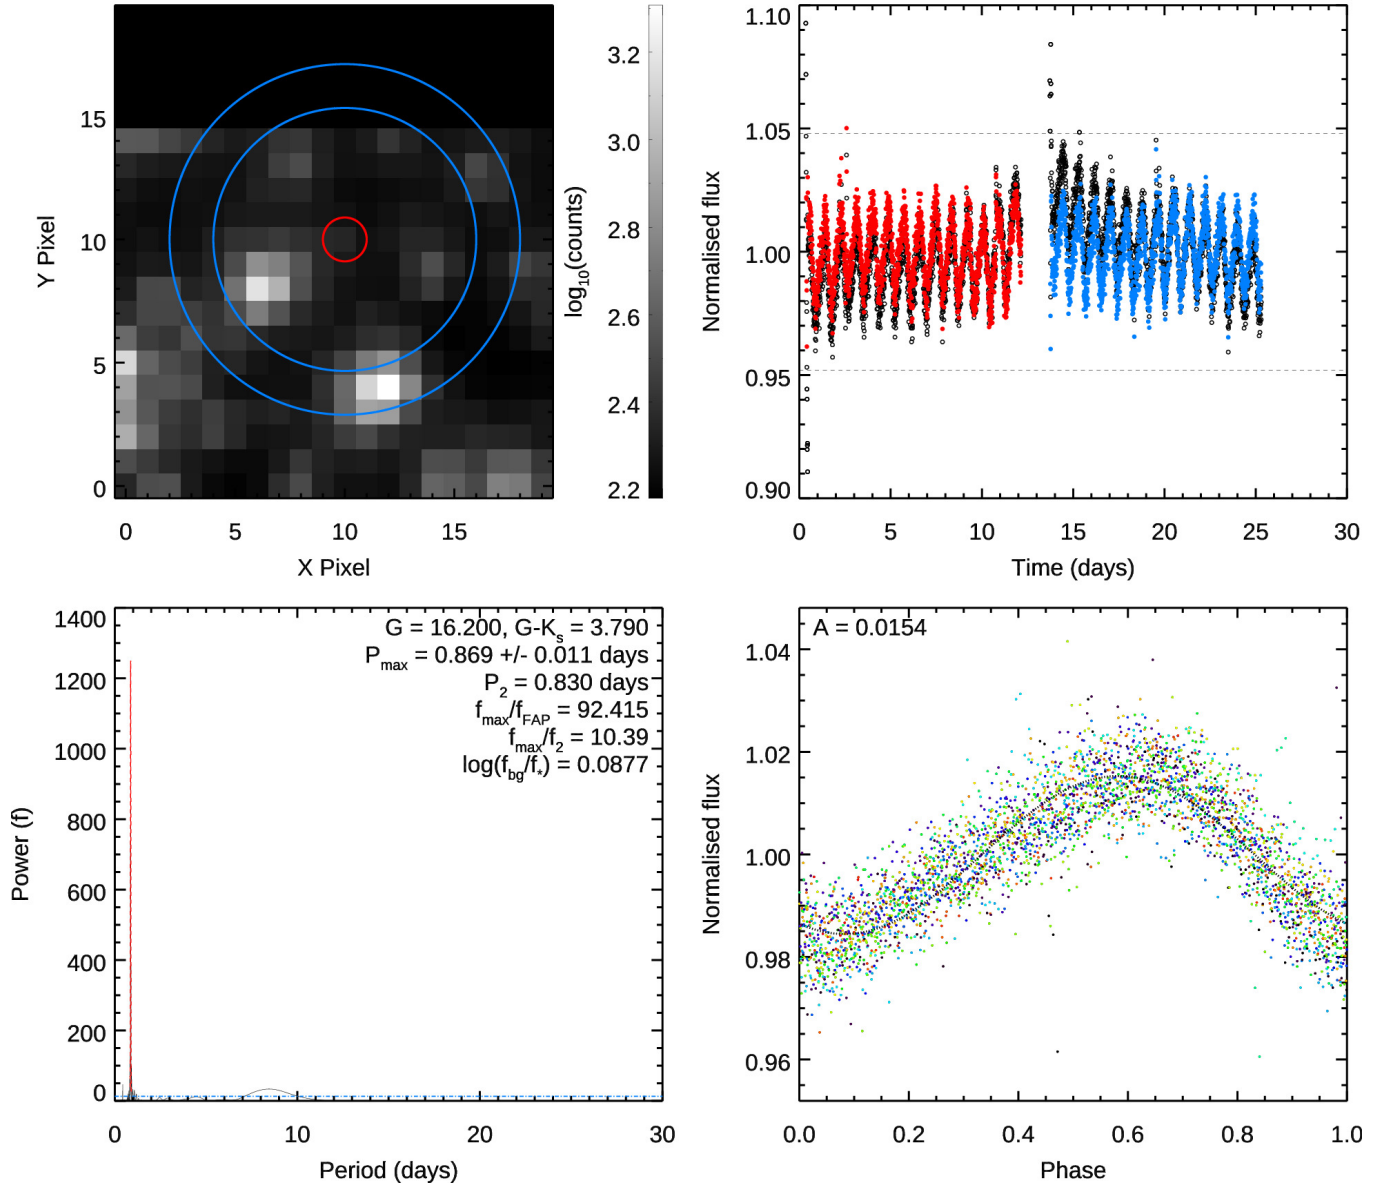 15
10
5
0
Y Pixel
0 5 10 15
X Pixel
3.2
3.0
2.8
2.6
2.4
2.2
log10(counts)
1.10
1.05
1.00
0.95
0.90
Normalised flux
0 5 10 15 20 25 30
Time (days)
1400
1200
1000
800
600
400
200
0
Power (f)
G = 16.200, G-Ks = 3.790
Pmax = 0.869 +/- 0.011 days
P2 = 0.830 days
fmax/fFAP = 92.415
fmax/f2 = 10.39
log(fbg/f*) = 0.0877
0 10 20 30
Period (days)
A = 0.0154
1.04
1.02
1.00
0.98
0.96
Normalised flux
0.0 0.2 0.4 0.6 0.8 1.0
Phase